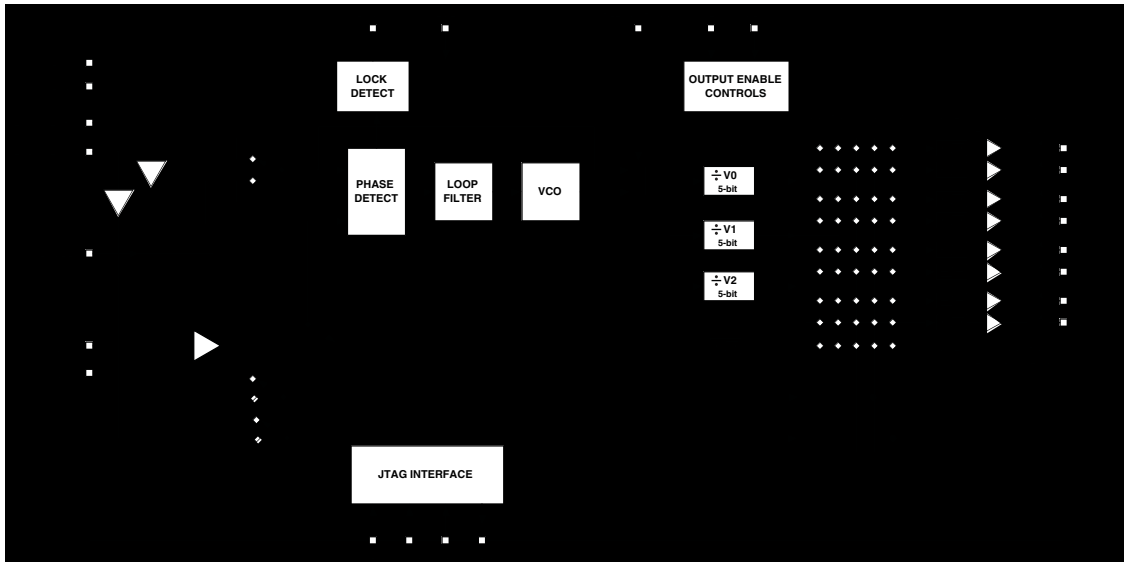 LOCK
DETECT
OUTPUT ENABLE
CONTROLS
PHASE
DETECT
LOOP
FILTER
VCO
÷ V0
5-bit
÷ V1
5-bit
÷ V2
5-bit
JTAG INTERFACE